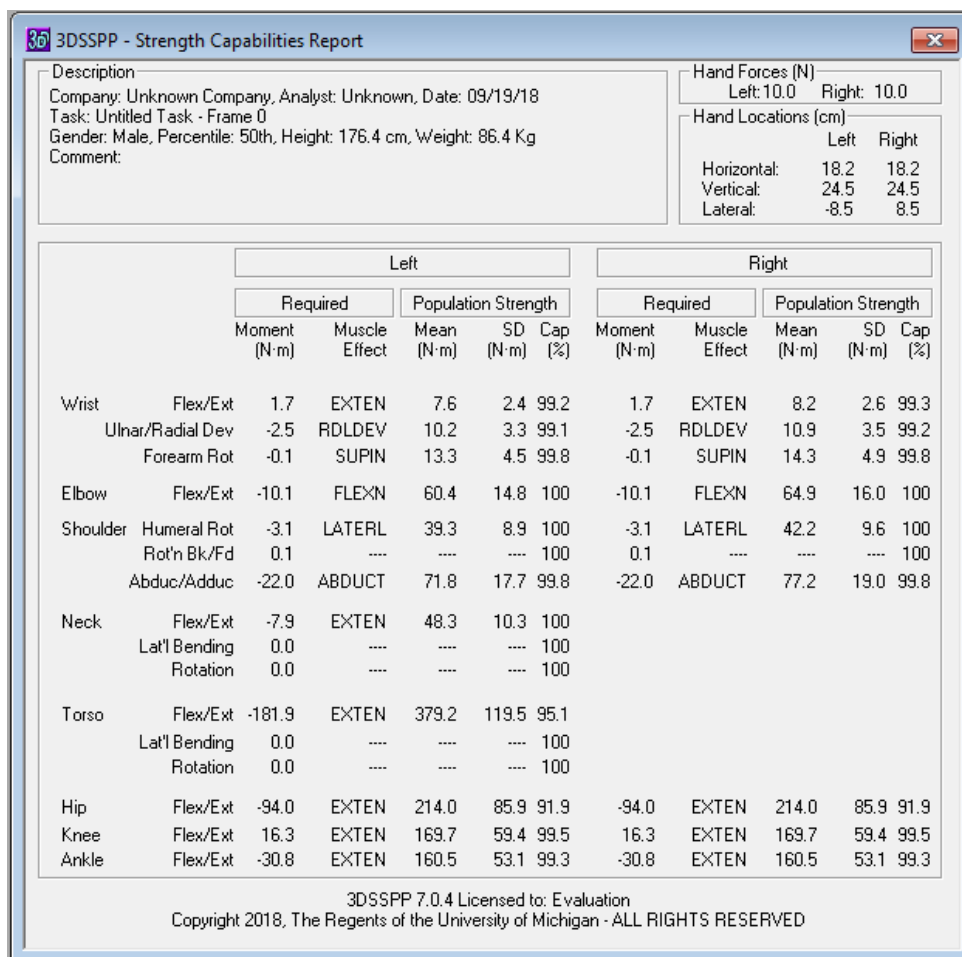 3DSSPP - Strength Capabilities Report
Description
Company: Unknown Company, Analyst: Unknown, Date: 09/19/18
Task: Untitled Task - Frame 0
Gender: Male, Percentile: 50th, Height: 176.4 cm, Weight: 86.4 Kg
Comment:
Hand Forces (N)
Left: 10.0 Right: 10.0
Hand Locations (cm)
Left Right
Horizontal: 18.2 18.2
Vertical: 24.5 24.5
Lateral: -8.5 8.5
Left Right
Required Population Strength Required Population Strength
Moment Muscle Mean SD Cap Moment Muscle Mean SD Cap
(N·m) Effect (N·m) (N·m) (%) (N·m) Effect (N·m) (N·m) (%)
Wrist Flex/Ext 1.7 EXTEN 7.6 2.4 99.2 1.7 EXTEN 8.2 2.6 99.3
Ulnar/Radial Dev -2.5 RDLDEV 10.2 3.3 99.1 -2.5 RDLDEV 10.9 3.5 99.2
Forearm Rot -0.1 SUPIN 13.3 4.5 99.8 -0.1 SUPIN 14.3 4.9 99.8
Elbow Flex/Ext -10.1 FLEXN 60.4 14.8 100 -10.1 FLEXN 64.9 16.0 100
Shoulder Humeral Rot -3.1 LATERL 39.3 8.9 100 -3.1 LATERL 42.2 9.6 100
Rot'n Bk/Fd 0.1 ---- ---- ---- 100 0.1 ---- ---- ---- 100
Abduc/Adduc -22.0 ABDUCT 71.8 17.7 99.8 -22.0 ABDUCT 77.2 19.0 99.8
Neck Flex/Ext -7.9 EXTEN 48.3 10.3 100
Lat'l Bending 0.0 ---- ---- ---- 100
Rotation 0.0 ---- ---- ---- 100
Torso Flex/Ext -181.9 EXTEN 379.2 119.5 95.1
Lat'l Bending 0.0 ---- ---- ---- 100
Rotation 0.0 ---- ---- ---- 100
Hip Flex/Ext -94.0 EXTEN 214.0 85.9 91.9 -94.0 EXTEN 214.0 85.9 91.9
Knee Flex/Ext 16.3 EXTEN 169.7 59.4 99.5 16.3 EXTEN 169.7 59.4 99.5
Ankle Flex/Ext -30.8 EXTEN 160.5 53.1 99.3 -30.8 EXTEN 160.5 53.1 99.3
3DSSPP 7.0.4 Licensed to: Evaluation
Copyright 2018, The Regents of the University of Michigan - ALL RIGHTS RESERVED